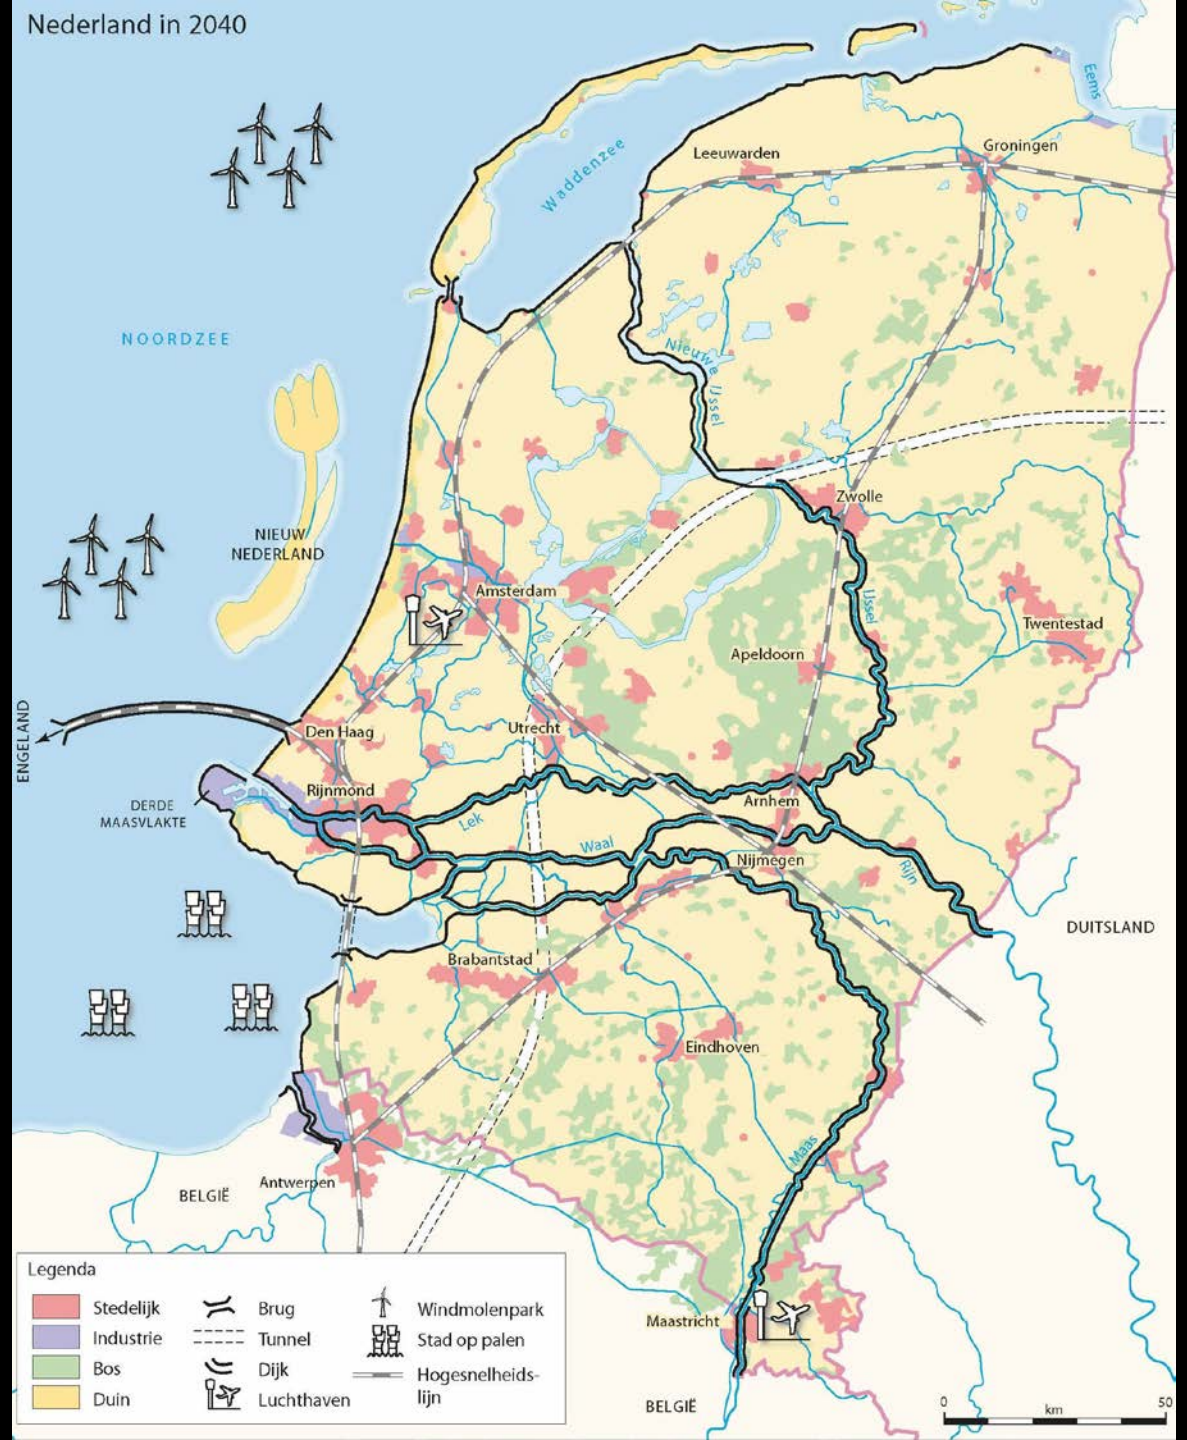 Nederland in 2040
Eems
Groningen
Leeuwarden
Waddenzee
NOORDZEE
Nieuwe IJssel
Zwolle
NIEUW
NEDERLAND
Amsterdam
IJssel
Twentestad
Apeldoorn
ENGELAND
Den Haag
Utrecht
Rijnmond
DERDE
MAASVLAKTE
Arnhem
Lek
Waal
Nijmegen
Rijn
DUITSLAND
Brabantstad
Eindhoven
Maas
BELGIË
Antwerpen
Maastricht
BELGIË
Legenda
Stedelijk
Industrie
Bos
Duin
Brug
Tunnel
Dijk
Luchthaven
Windmolenpark
Stad op palen
Hogesnelheids-
lijn
0
km
50